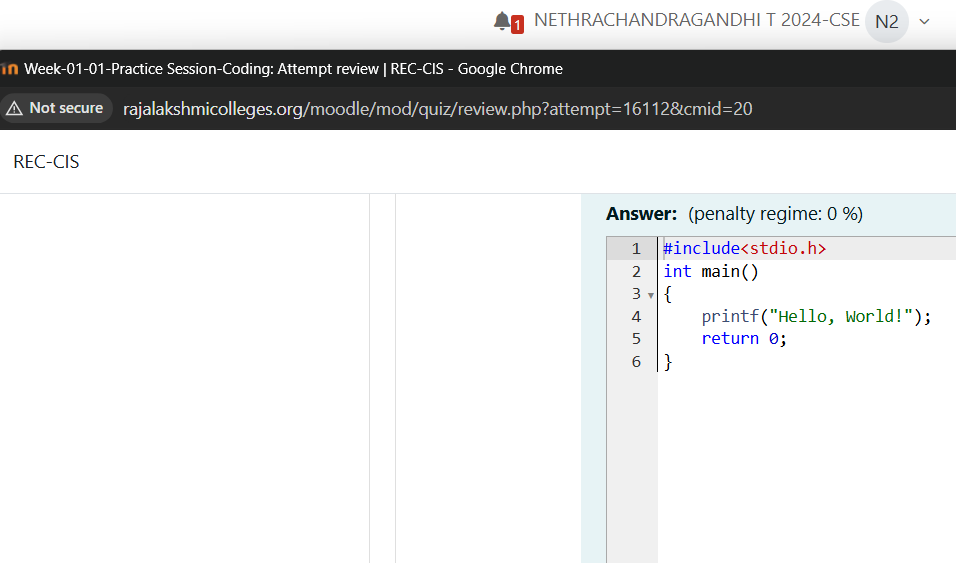 1
NETHRACHANDRAGANDHI T 2024-CSE
N2
Week-01-01-Practice Session-Coding: Attempt review | REC-CIS - Google Chrome
Not secure
rajalakshmicolleges.org/moodle/mod/quiz/review.php?attempt=16112&cmid=20
REC-CIS
Answer: (penalty regime: 0 %)
1 #include<stdio.h>
2 int main()
3 {
4     printf("Hello, World!");
5     return 0;
6 }